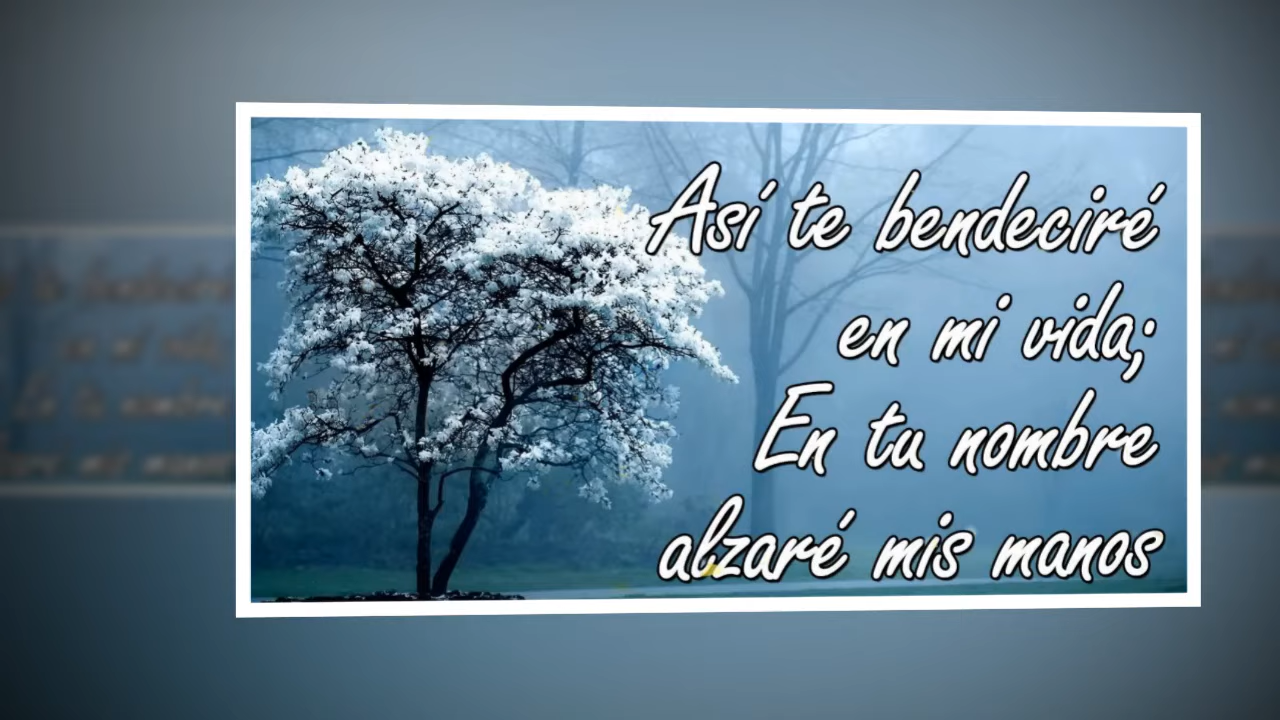 Así te bendeciré
en mi vida;
En tu nombre
alzaré mis manos